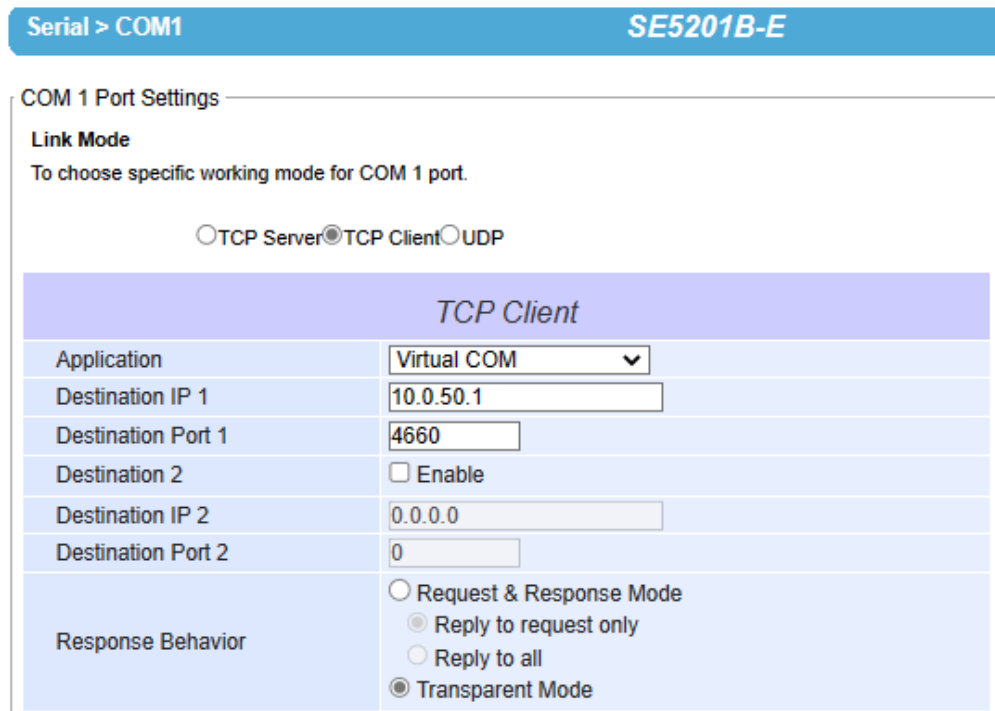 Serial > COM1 SE5201B-E
COM 1 Port Settings
Link Mode
To choose specific working mode for COM 1 port.
TCP Server TCP Client UDP
TCP Client
Application Virtual COM
Destination IP 1 10.0.50.1
Destination Port 1 4660
Destination 2 Enable
Destination IP 2 0.0.0.0
Destination Port 2 0
Response Behavior
Request & Response Mode
Reply to request only
Reply to all
Transparent Mode